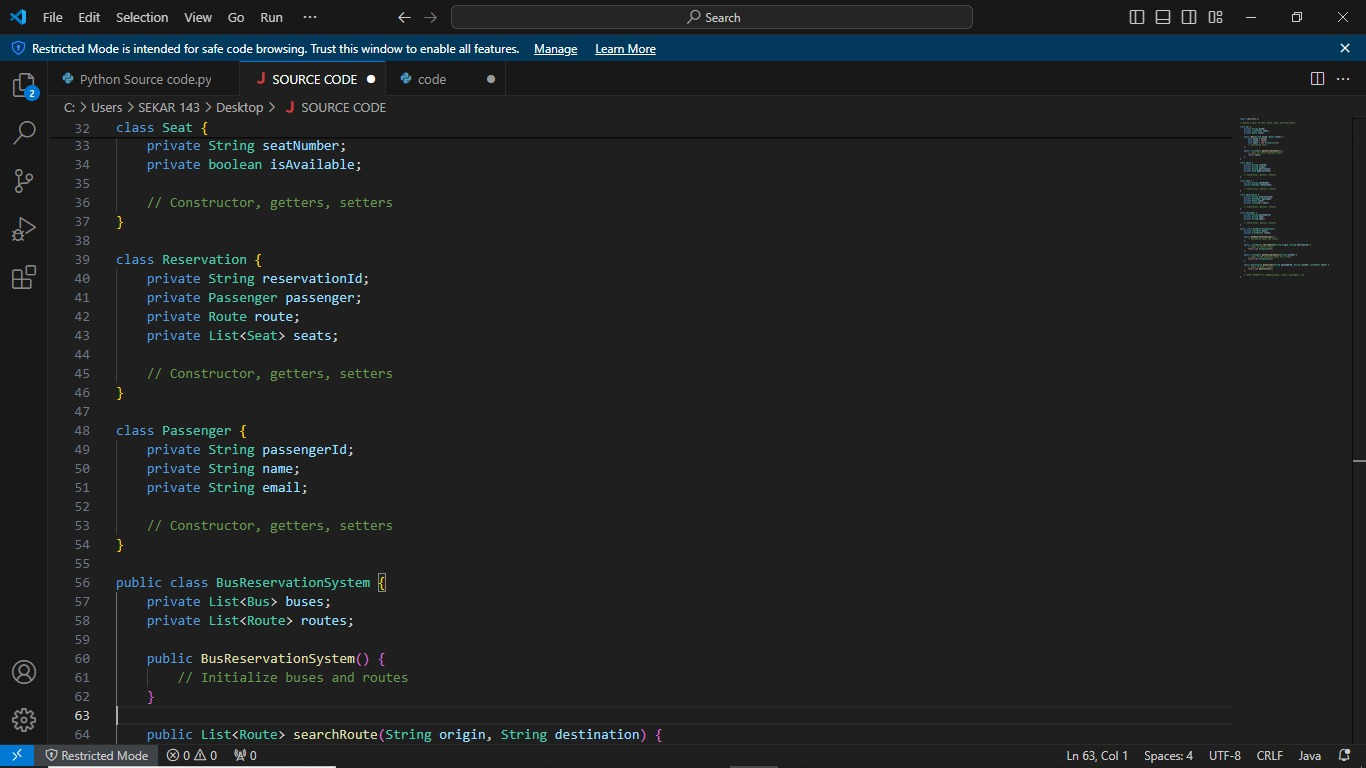 File Edit Selection View Go Run ··· Search
Restricted Mode is intended for safe code browsing. Trust this window to enable all features. Manage Learn More
2
Python Source code.py J SOURCE CODE code
C: > Users > SEKAR 143 > Desktop > J SOURCE CODE
32 class Seat {
33 private String seatNumber;
34 private boolean isAvailable;
35
36 // Constructor, getters, setters
37 }
38
39 class Reservation {
40 private String reservationId;
41 private Passenger passenger;
42 private Route route;
43 private List<Seat> seats;
44
45 // Constructor, getters, setters
46 }
47
48 class Passenger {
49 private String passengerId;
50 private String name;
51 private String email;
52
53 // Constructor, getters, setters
54 }
55
56 public class BusReservationSystem {
57 private List<Bus> buses;
58 private List<Route> routes;
59
60 public BusReservationSystem() {
61 // Initialize buses and routes
62 }
63
64 public List<Route> searchRoute(String origin, String destination) {
Restricted Mode 0 0 0 Ln 63, Col 1 Spaces: 4 UTF-8 CRLF Java